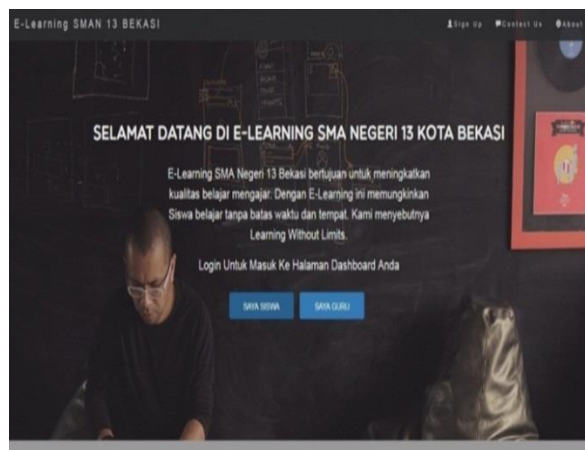 E-Learning SMAN 13 BEKASI
Sign Up Contact Us About
SELAMAT DATANG DI E-LEARNING SMA NEGERI 13 KOTA BEKASI
E-Learning SMA Negeri 13 Bekasi bertujuan untuk meningkatkan
kualitas belajar mengajar. Dengan E-Learning ini memungkinkan
Siswa belajar tanpa batas waktu dan tempat. Kami menyebutnya
Learning Without Limits.
Login Untuk Masuk Ke Halaman Dashboard Anda
SAYA SISWA
SAYA GURU